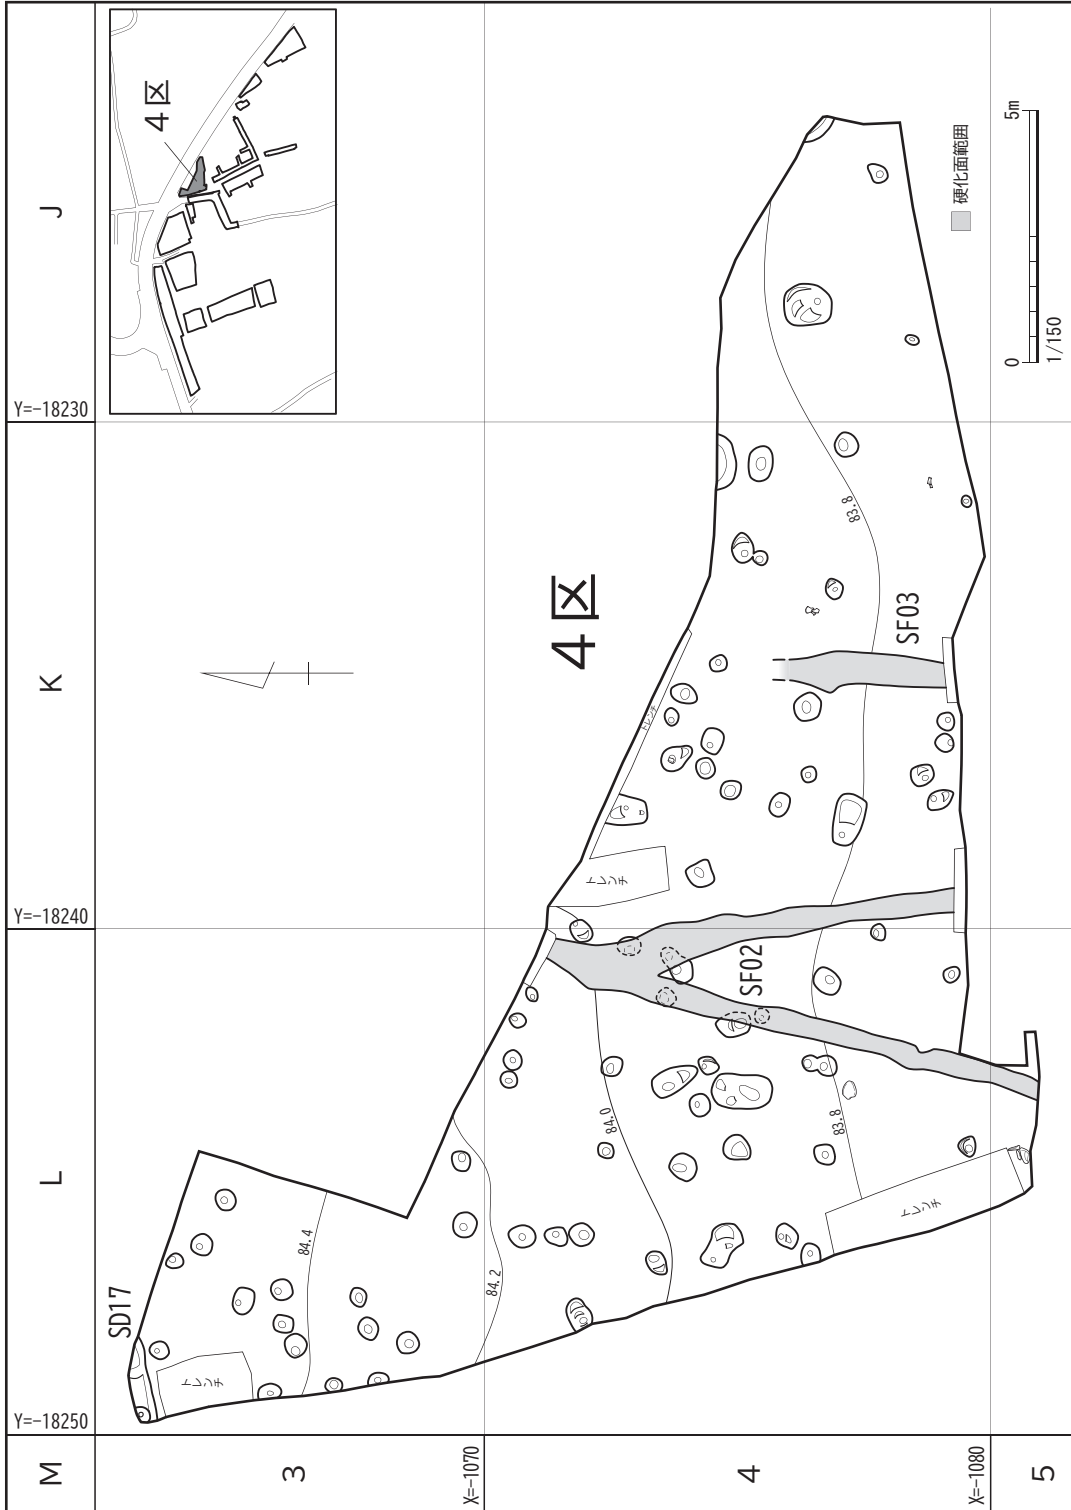 J
K
L
M
Y=-18230
Y=-18240
Y=-18250
3
4
5
X=-1070
X=-1080
4区
4区
硬化面範囲
0
5m
1/150
SD17
SF02
SF03
トレンチ
トレンチ
トレンチ
トレンチ
84.4
84.2
84.0
83.8
83.8